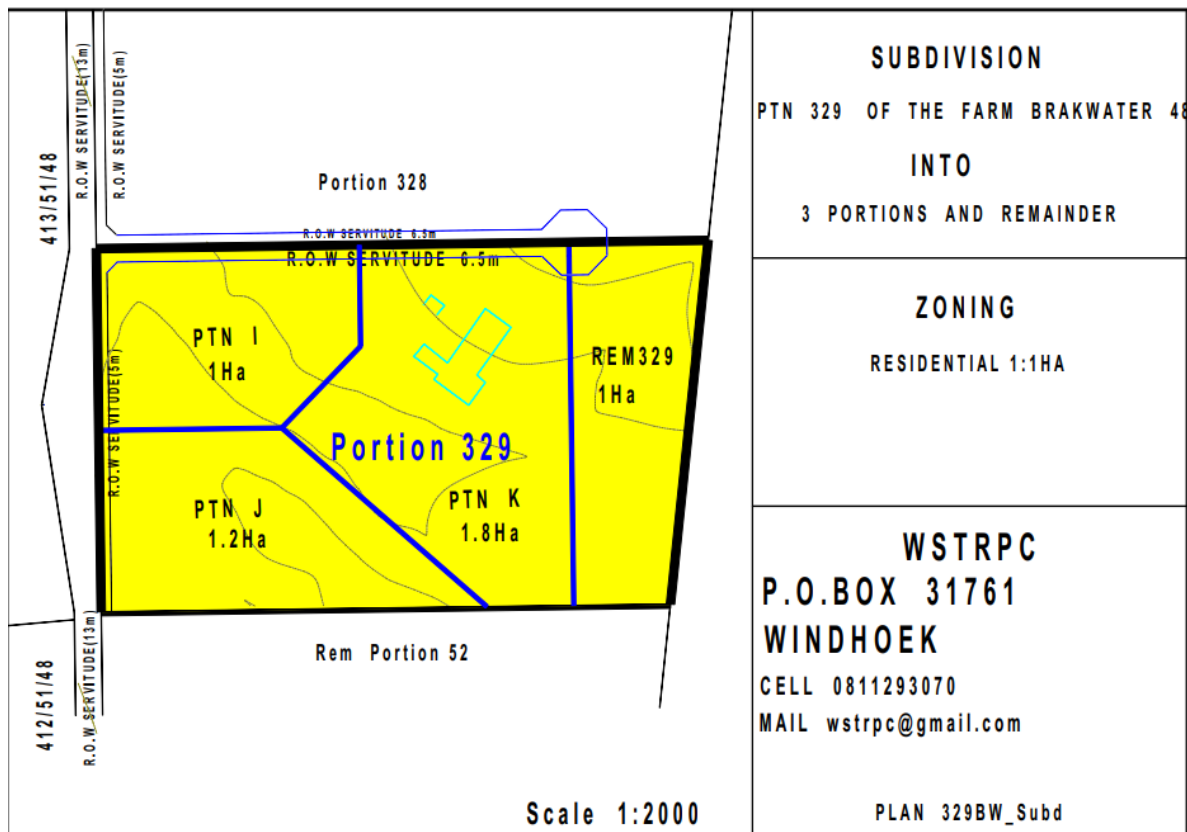 R.O.W SERVITUDE(13m)
R.O.W SERVITUDE(5m)
413/51/48
Portion 328
R.O.W SERVITUDE 6.5m
R.O.W SERVITUDE 6.5m
PTN I
1Ha
REM329
1Ha
R.O.W SERVITUDE(5m)
Portion 329
PTN J
1.2Ha
PTN K
1.8Ha
Rem Portion 52
412/51/48
R.O.W SERVITUDE(13m)
Scale 1:2000
SUBDIVISION
PTN 329 OF THE FARM BRAKWATER 48
INTO
3 PORTIONS AND REMAINDER
ZONING
RESIDENTIAL 1:1HA
WSTRPC
P.O.BOX 31761
WINDHOEK
CELL 0811293070
MAIL wstrpc@gmail.com
PLAN 329BW_Subd